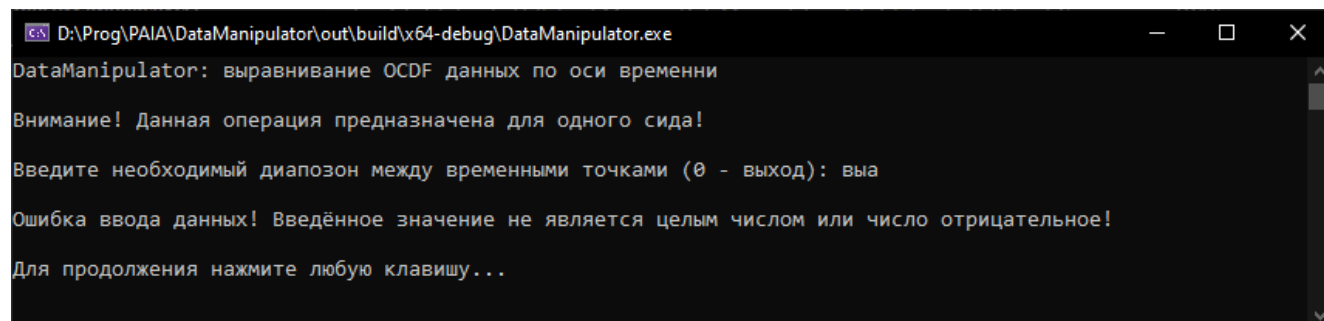 D:\Prog\PAIA\DataManipulator\out\build\x64-debug\DataManipulator.exe
DataManipulator: выравнивание OCDF данных по оси временни
Внимание! Данная операция предназначена для одного сида!
Введите необходимый диапозон между временными точками (0 - выход): выа
Ошибка ввода данных! Введённое значение не является целым числом или число отрицательное!
Для продолжения нажмите любую клавишу...